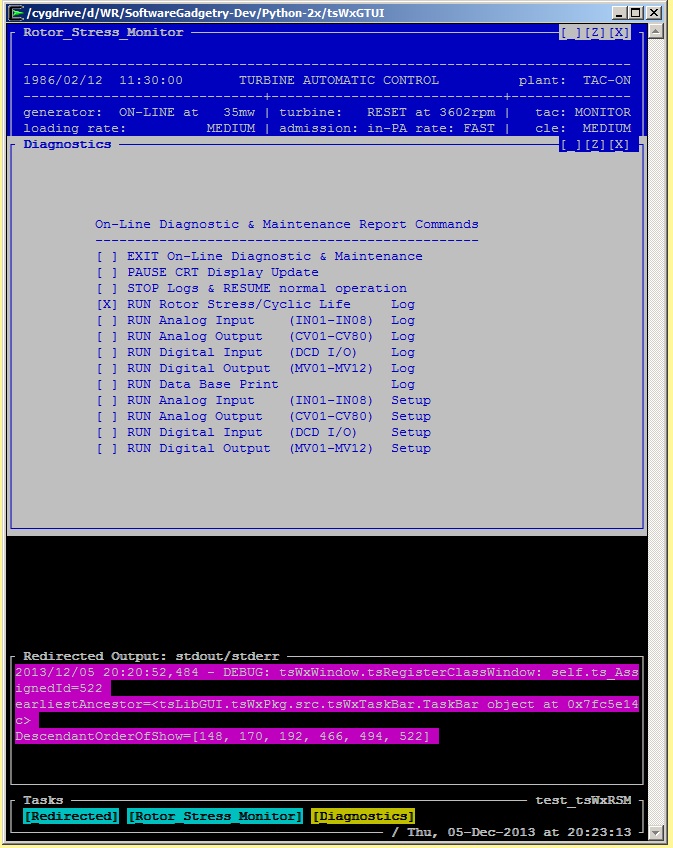 /cygdrive/d/WR/SoftwareGadgetry-Dev/Python-2x/tsWxGTUI
Rotor_Stress_Monitor [_][Z][X]
1986/02/12 11:30:00 TURBINE AUTOMATIC CONTROL plant: TAC-ON
generator: ON-LINE at 35mw | turbine: RESET at 3602rpm | tac: MONITOR
loading rate: MEDIUM | admission: in-PA rate: FAST | cle: MEDIUM
Diagnostics [_][Z][X]
On-Line Diagnostic & Maintenance Report Commands
------------------------------------------------
[ ] EXIT On-Line Diagnostic & Maintenance
[ ] PAUSE CRT Display Update
[ ] STOP Logs & RESUME normal operation
[X] RUN Rotor Stress/Cyclic Life Log
[ ] RUN Analog Input (IN01-IN08) Log
[ ] RUN Analog Output (CV01-CV80) Log
[ ] RUN Digital Input (DCD I/O) Log
[ ] RUN Digital Output (MV01-MV12) Log
[ ] RUN Data Base Print Log
[ ] RUN Analog Input (IN01-IN08) Setup
[ ] RUN Analog Output (CV01-CV80) Setup
[ ] RUN Digital Input (DCD I/O) Setup
[ ] RUN Digital Output (MV01-MV12) Setup
Redirected Output: stdout/stderr
2013/12/05 20:20:52,484 - DEBUG: tsWxWindow.tsRegisterClassWindow: self.ts_Ass
ignedId=522
earliestAncestor=<tsLibGUI.tsWxPkg.src.tsWxTaskBar.TaskBar object at 0x7fc5e14
c>
DescendantOrderOfShow=[148, 170, 192, 466, 494, 522]
Tasks test_tsWxRSM
[Redirected] [Rotor_Stress_Monitor] [Diagnostics]
/ Thu, 05-Dec-2013 at 20:23:13